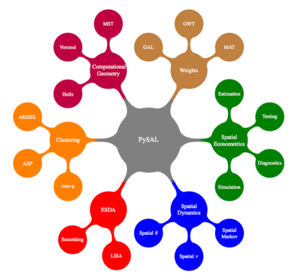 MST
GWT
Voronoi
GAL
MAT
Computational
Geometry
Weights
Hulls
Estimation
ARISEL
Testing
Clustering
PySAL
Spatial
Econometrics
AZP
Diagnostics
Max-p
Simulation
ESDA
Spatial
Dynamics
Smoothing
Spatial θ
Spatial
Markov
LISA
Spatial τ